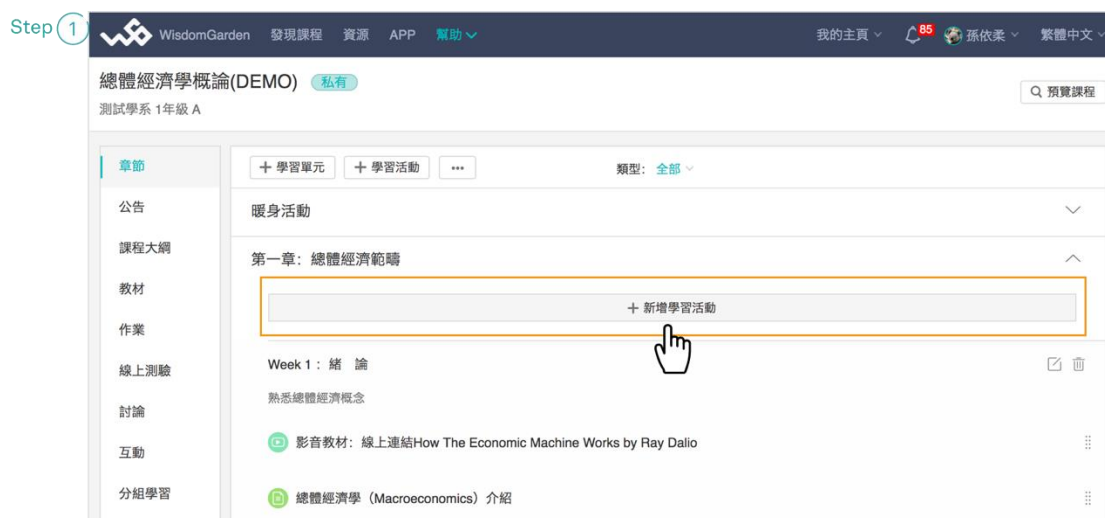 Step 1
WisdomGarden 發現課程 資源 APP 幫助 我的主頁 85 孫依柔 繁體中文
總體經濟學概論(DEMO) 私有
預覽課程
測試學系 1年級 A
章節
公告
課程大綱
教材
作業
線上測驗
討論
互動
分組學習
+ 學習單元 + 學習活動 ••• 類型: 全部
暖身活動
第一章：總體經濟範疇
+ 新增學習活動
Week 1 : 緒 論
熟悉總體經濟概念
影音教材：線上連結How The Economic Machine Works by Ray Dalio
總體經濟學（Macroeconomics）介紹